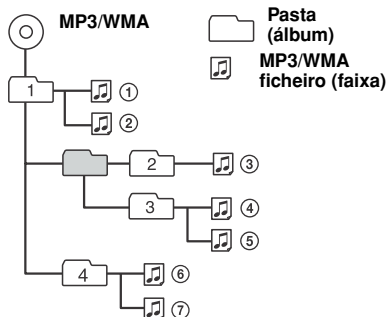 MP3/WMA
Pasta
(álbum)
MP3/WMA
ficheiro (faixa)
1
①
②
2
③
3
④
⑤
4
⑥
⑦